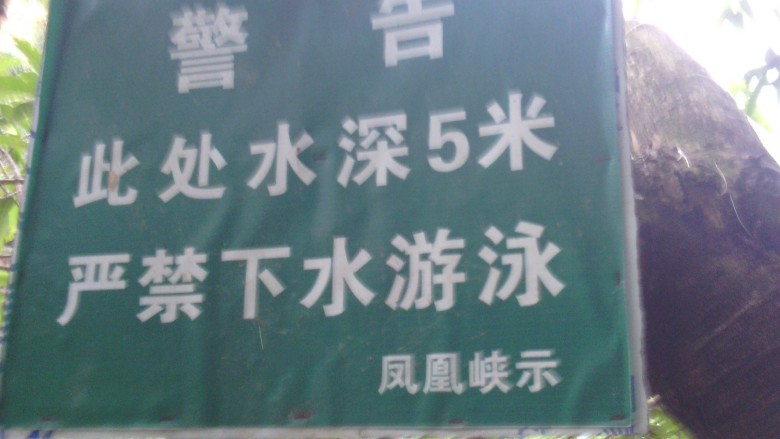 警告
此处水深5米
严禁下水游泳
凤凰峡示